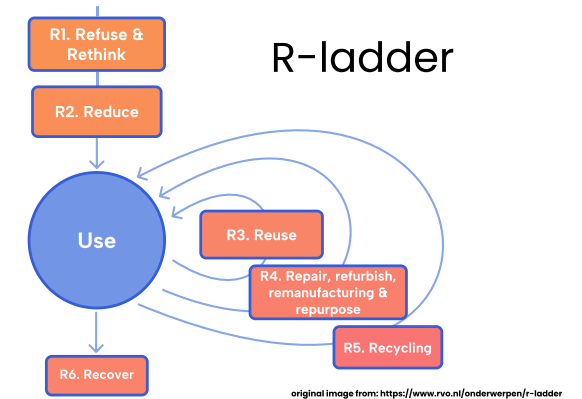 R1. Refuse &
Rethink
R-ladder
R2. Reduce
Use
R3. Reuse
R4. Repair, refurbish,
remanufacturing &
repurpose
R5. Recycling
R6. Recover
original image from: https://www.rvo.nl/onderwerpen/r-ladder